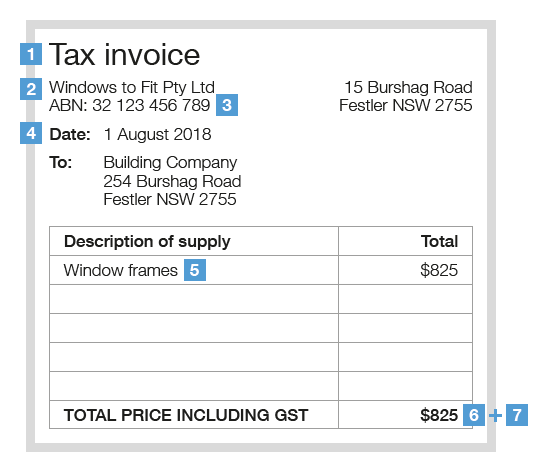 1 Tax invoice
2 Windows to Fit Pty Ltd 15 Burshag Road
ABN: 32 123 456 789 3 Festler NSW 2755
4 Date: 1 August 2018
To: Building Company
254 Burshag Road
Festler NSW 2755
Description of supply Total
Window frames 5 $825
TOTAL PRICE INCLUDING GST $825 6 + 7